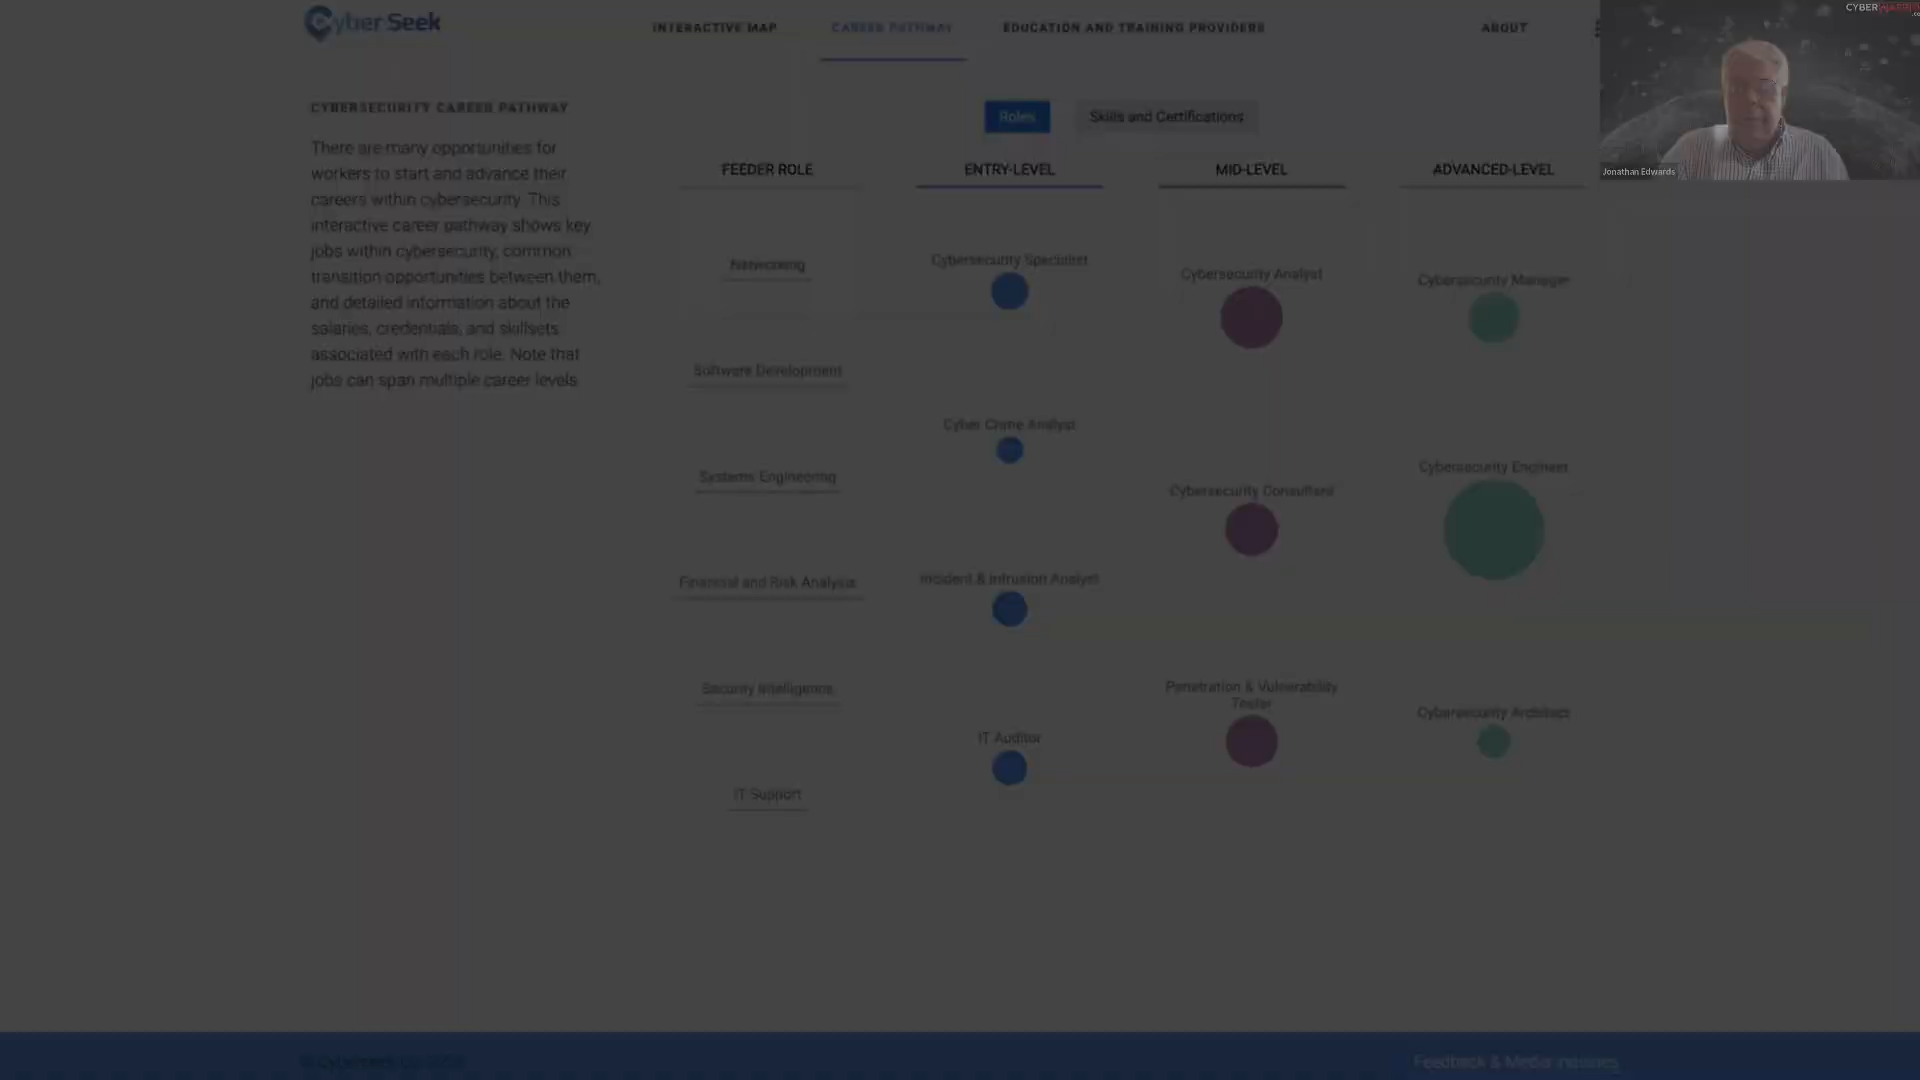 Cyber Seek
INTERACTIVE MAP
CAREER PATHWAY
EDUCATION AND TRAINING PROVIDERS
ABOUT
Jonathan Edwards
CYBERSECURITY CAREER PATHWAY
There are many opportunities for
workers to start and advance their
careers within cybersecurity. This
interactive career pathway shows key
jobs within cybersecurity, common
transition opportunities between them,
and detailed information about the
salaries, credentials, and skillsets
associated with each role. Note that
jobs can span multiple career levels
Roles
Skills and Certifications
FEEDER ROLE
ENTRY-LEVEL
MID-LEVEL
ADVANCED-LEVEL
Networking
Software Development
Systems Engineering
Financial and Risk Analysis
Security Intelligence
IT Support
Cybersecurity Specialist
Cyber Crime Analyst
Incident & Intrusion Analyst
IT Auditor
Cybersecurity Analyst
Cybersecurity Consultant
Penetration & Vulnerability
Tester
Cybersecurity Manager
Cybersecurity Engineer
Cybersecurity Architect
Feedback & Media Inquiries